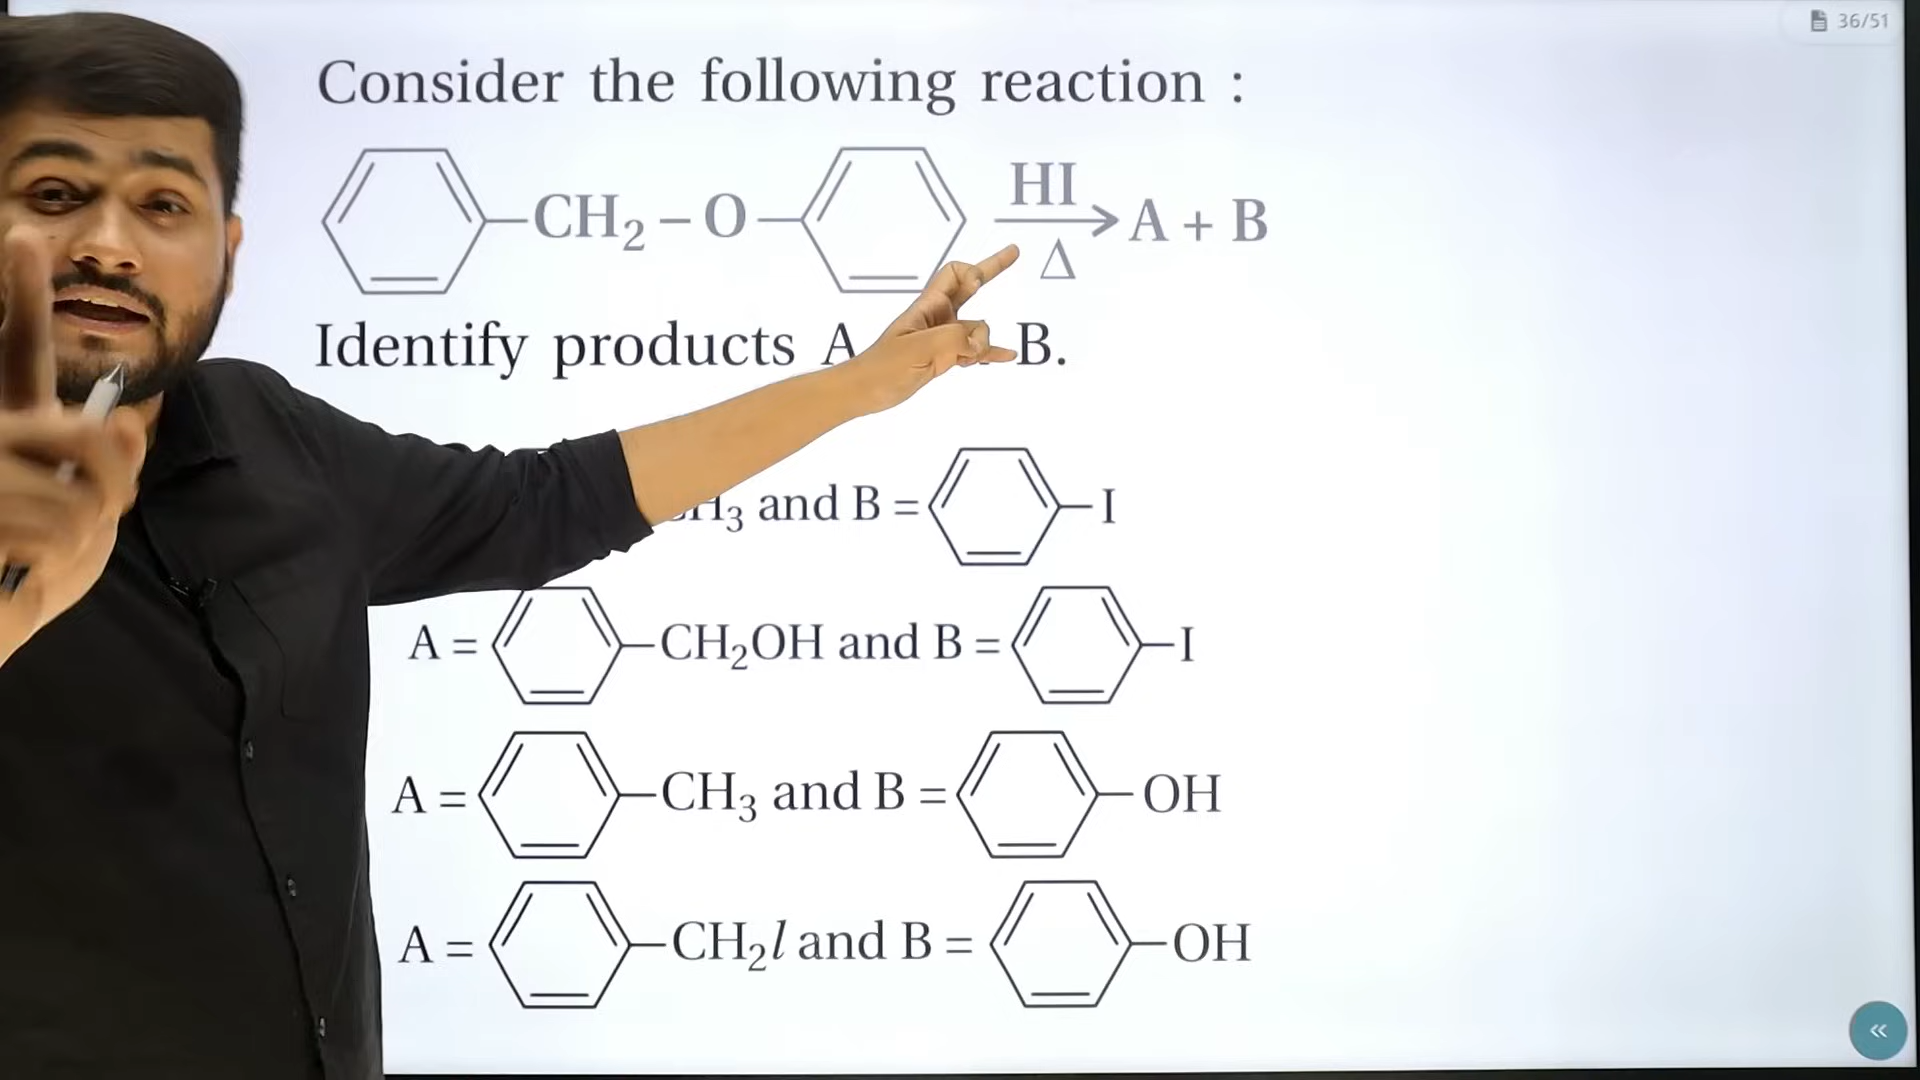 36/51
Consider the following reaction :
CH₂ – O HI Δ A + B
Identify products A B.
H₃ and B = I
A = CH₂OH and B = I
A = CH₃ and B = OH
A = CH₂l and B = OH